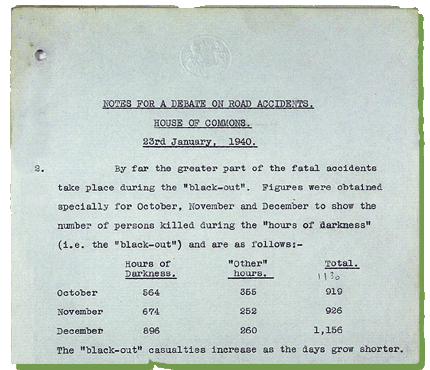 NOTES FOR A DEBATE ON ROAD ACCIDENTS.
HOUSE OF COMMONS.
23rd January, 1940.
2. By far the greater part of the fatal accidents
take place during the "black-out". Figures were obtained
specially for October, November and December to show the
number of persons killed during the "hours of darkness"
(i.e. the "black-out") and are as follows:-
Hours of Darkness. "Other" hours. Total.
October 564 355 919
November 674 252 926
December 896 260 1,156
The "black-out" casualties increase as the days grow shorter.